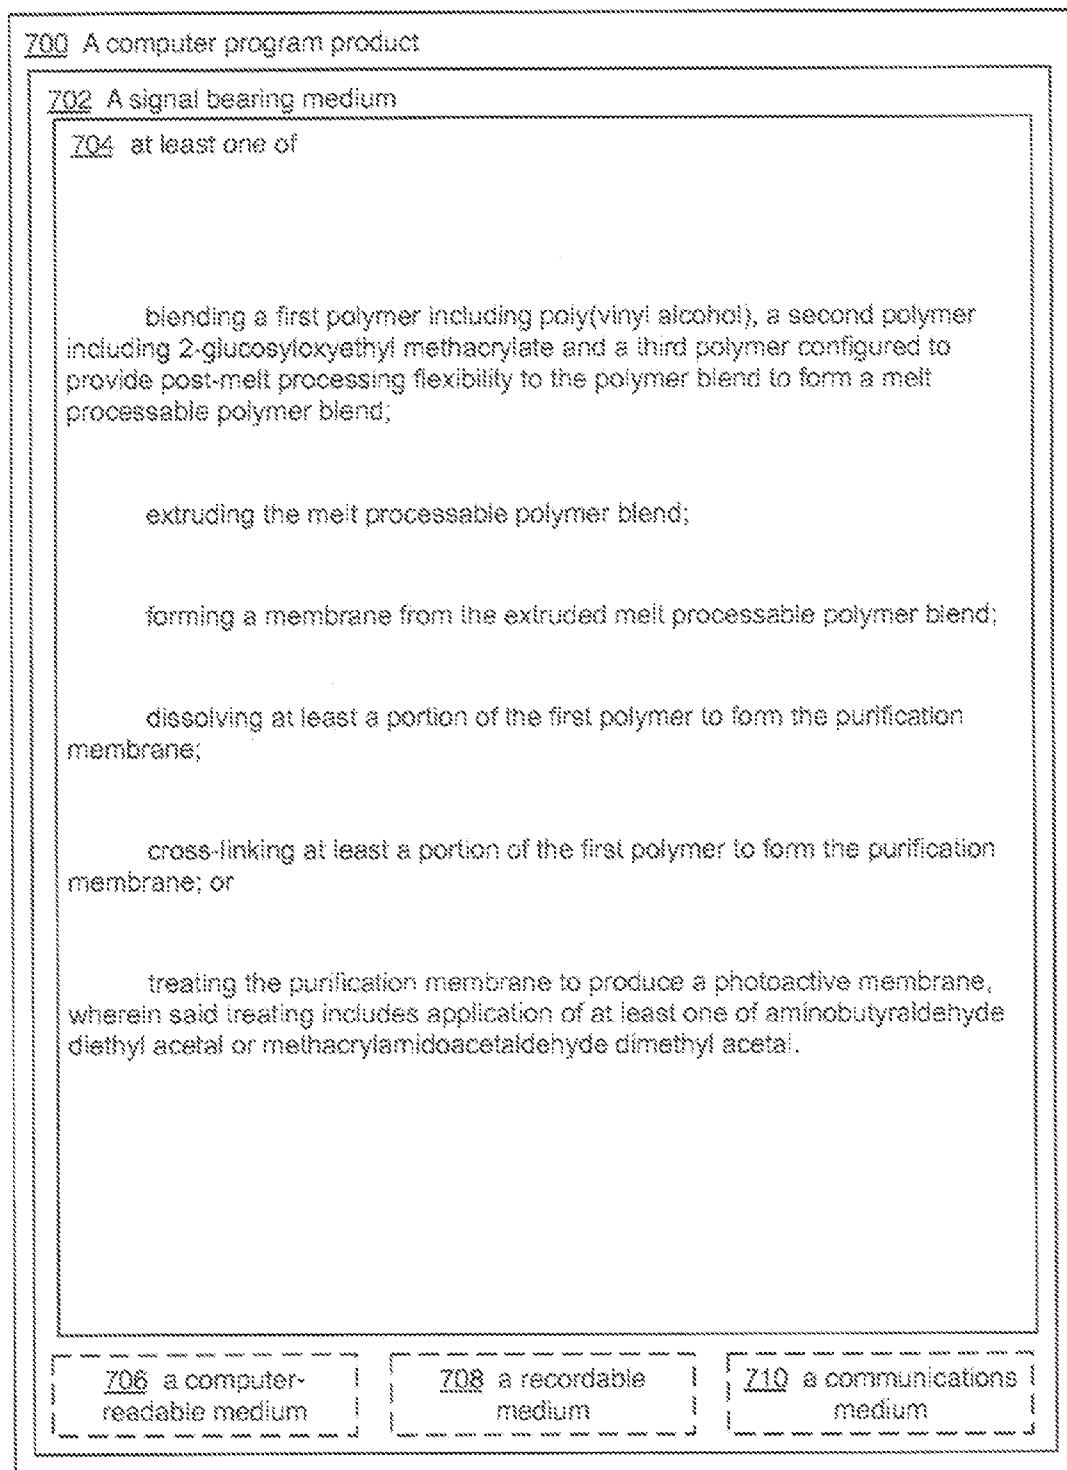 700 A computer program product
702 A signal bearing medium
704 at least one of
blending a first polymer including poly(vinyl alcohol), a second polymer
including 2-glucosyloxyethyl methacrylate and a third polymer configured to
provide post-melt processing flexibility to the polymer blend to form a melt
processable polymer blend;
extruding the melt processable polymer blend;
forming a membrane from the extruded melt processable polymer blend;
dissolving at least a portion of the first polymer to form the purification
membrane;
cross-linking at least a portion of the first polymer to form the purification
membrane; or
treating the purification membrane to produce a photoactive membrane,
wherein said treating includes application of at least one of aminobutyraldehyde
diethyl acetal or methacrylamidoacetaldehyde dimethyl acetal.
706 a computer-
readable medium
708 a recordable
medium
710 a communications
medium